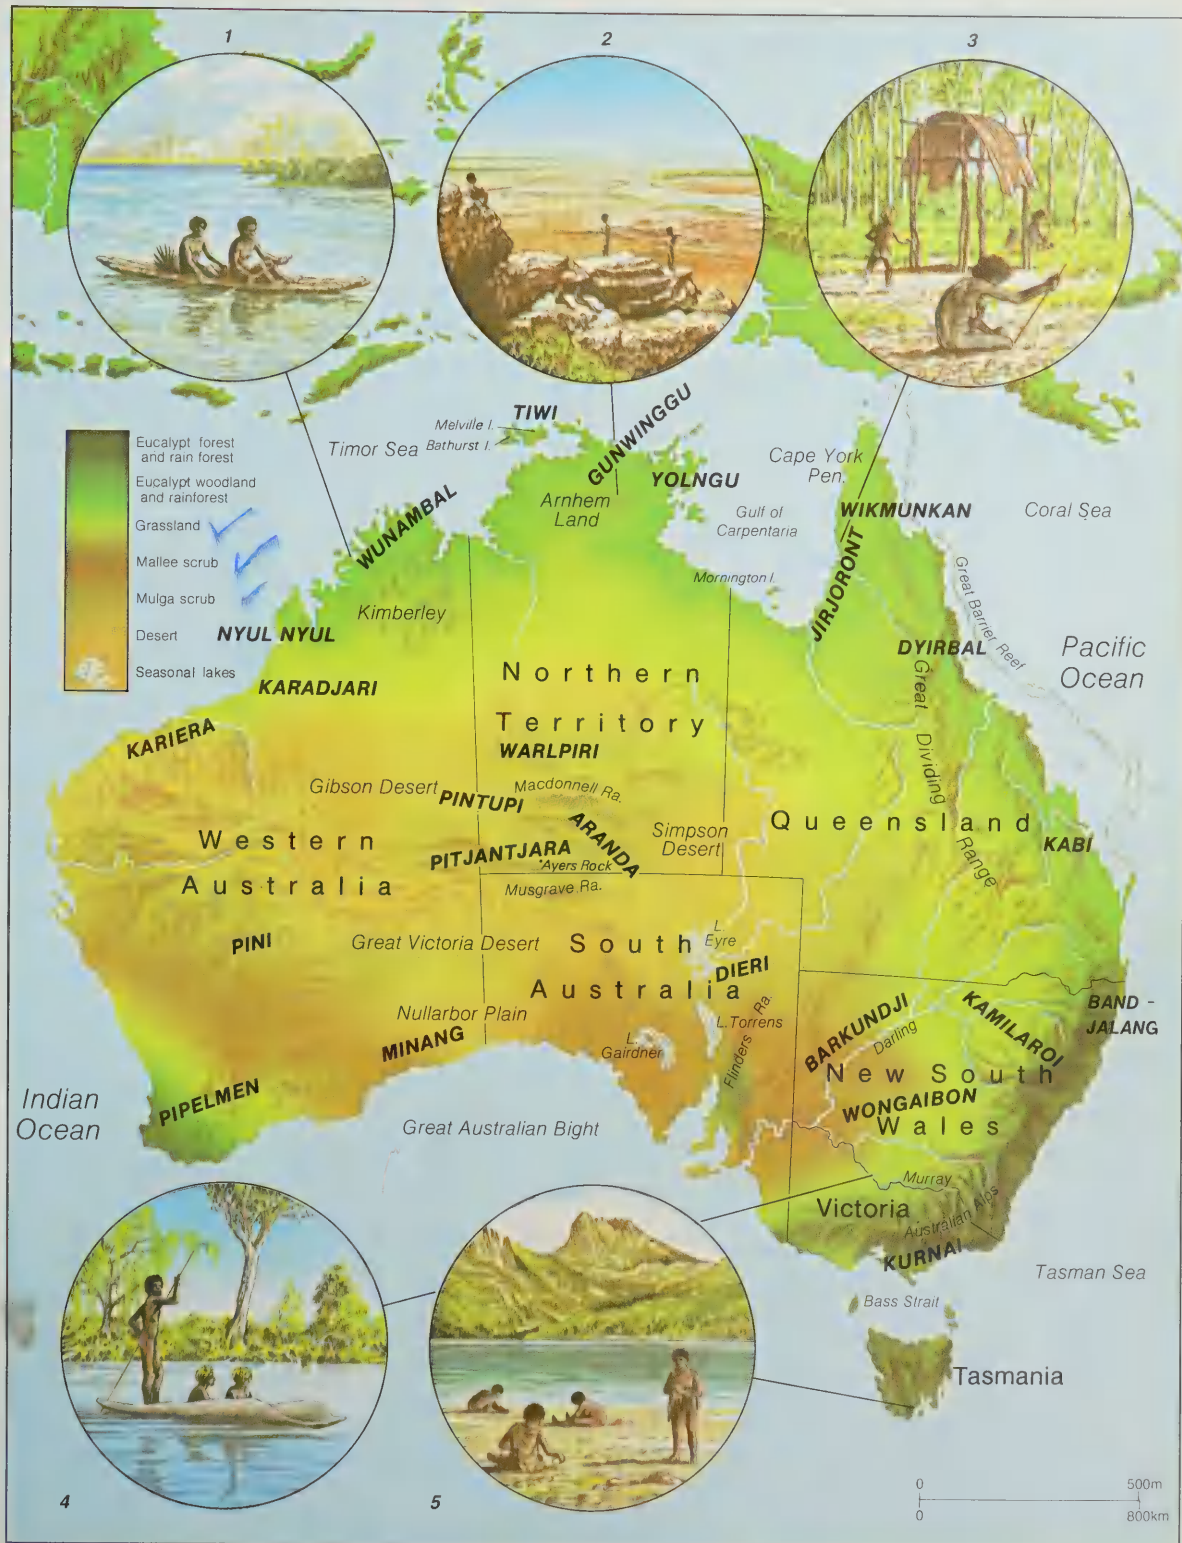 1
2
3
TIWI
Melville I.
Bathurst I.
Timor Sea
GUNWINGGU
YOLNGU
Arnhem
Land
Cape York
Pen.
Gulf of
Carpentaria
WIKMUNKAN
Coral Sea
Eucalypt forest
and rain forest
Eucalypt woodland
and rainforest
Grassland
Mallee scrub
Mulga scrub
Desert
Seasonal lakes
WUNAMBAL
Kimberley
NYUL NYUL
KARADJARI
KARIERA
Mornington I.
JIRJORONT
Great Barrier Reef
DYIRBAL
Pacific
Ocean
Northern
Territory
WARLPIRI
Great Dividing Range
Gibson Desert
PINTUPI
Macdonnell Ra.
ARANDA
Simpson
Desert
Queensland
KABI
Western
Australia
PITJANTJARA
Ayers Rock
Musgrave Ra.
PINI
Great Victoria Desert
South
Australia
L.
Eyre
DIERI
Nullarbor Plain
MINANG
L.
Gairdner
L. Torrens
Flinders Ra.
BARKUNDJI
Darling
KAMILAROI
BAND -
JALANG
New South
Wales
WONGAIBON
PIPELMEN
Indian
Ocean
Great Australian Bight
Murray
Victoria
Australian Alps
KURNAI
Tasman Sea
Bass Strait
Tasmania
4
5
0
500m
0
800km